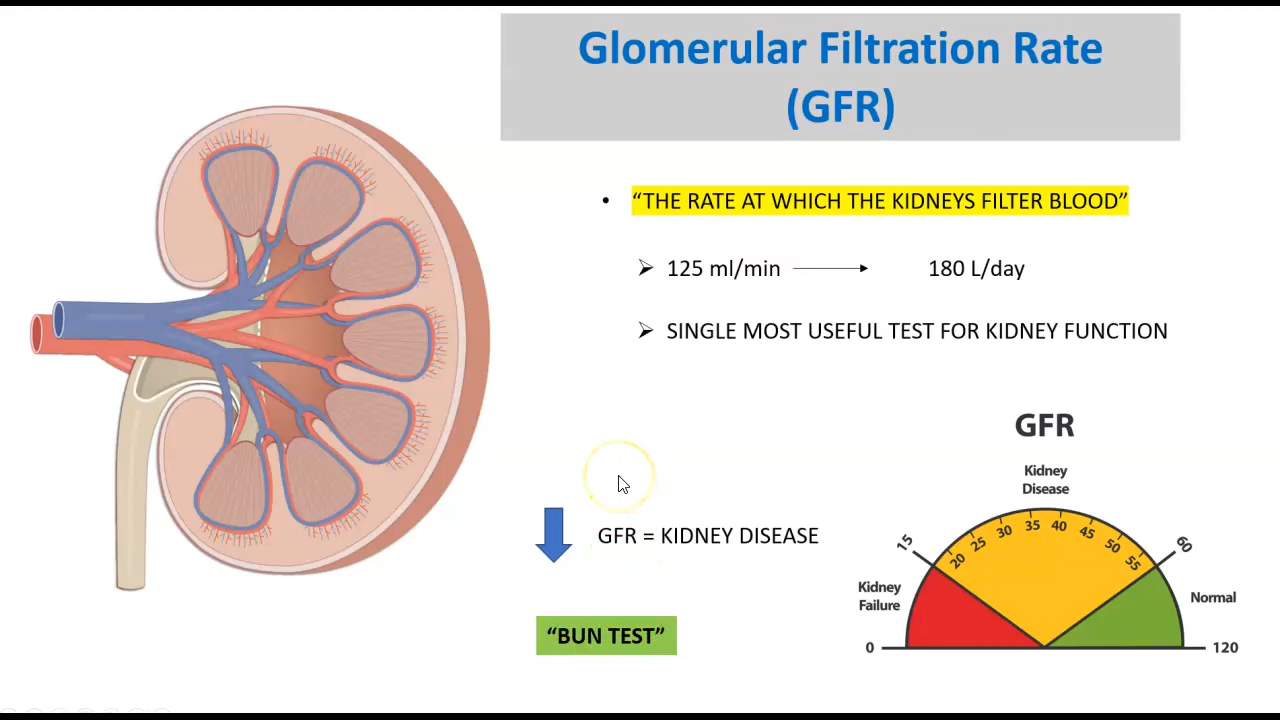 Glomerular Filtration Rate
(GFR)
• “THE RATE AT WHICH THE KIDNEYS FILTER BLOOD”
➢ 125 ml/min 180 L/day
➢ SINGLE MOST USEFUL TEST FOR KIDNEY FUNCTION
GFR = KIDNEY DISEASE
“BUN TEST”
GFR
Kidney
Disease
15 20 25 30 35 40 45 50 55 60
Kidney
Failure
Normal
0
120